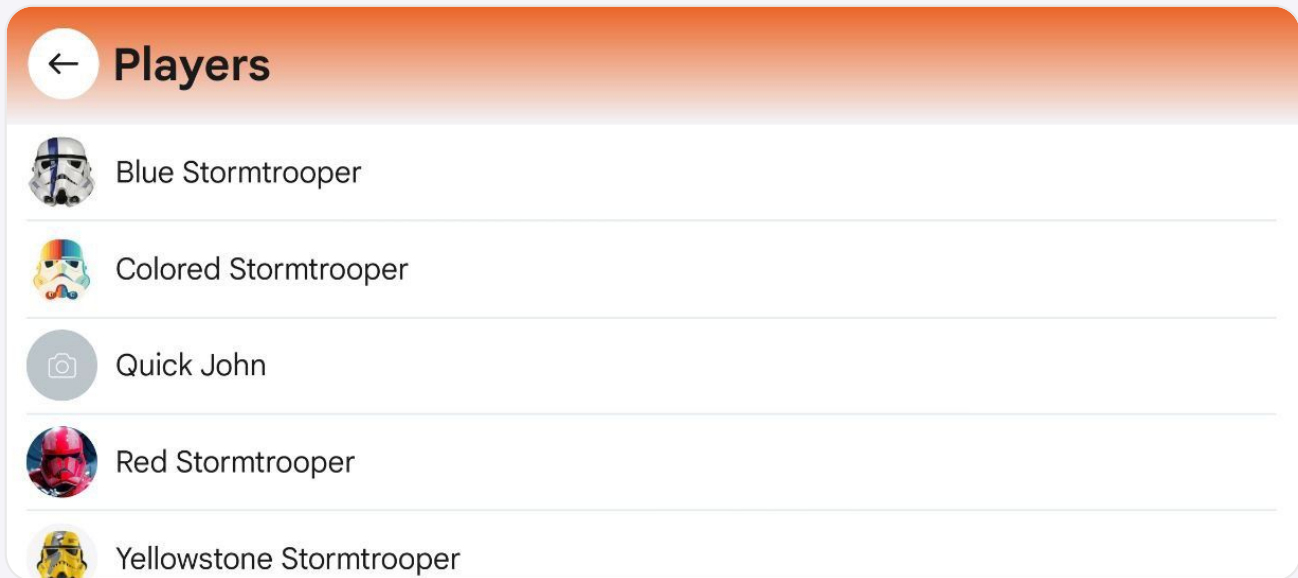 Players
Blue Stormtrooper
Colored Stormtrooper
Quick John
Red Stormtrooper
Yellowstone Stormtrooper